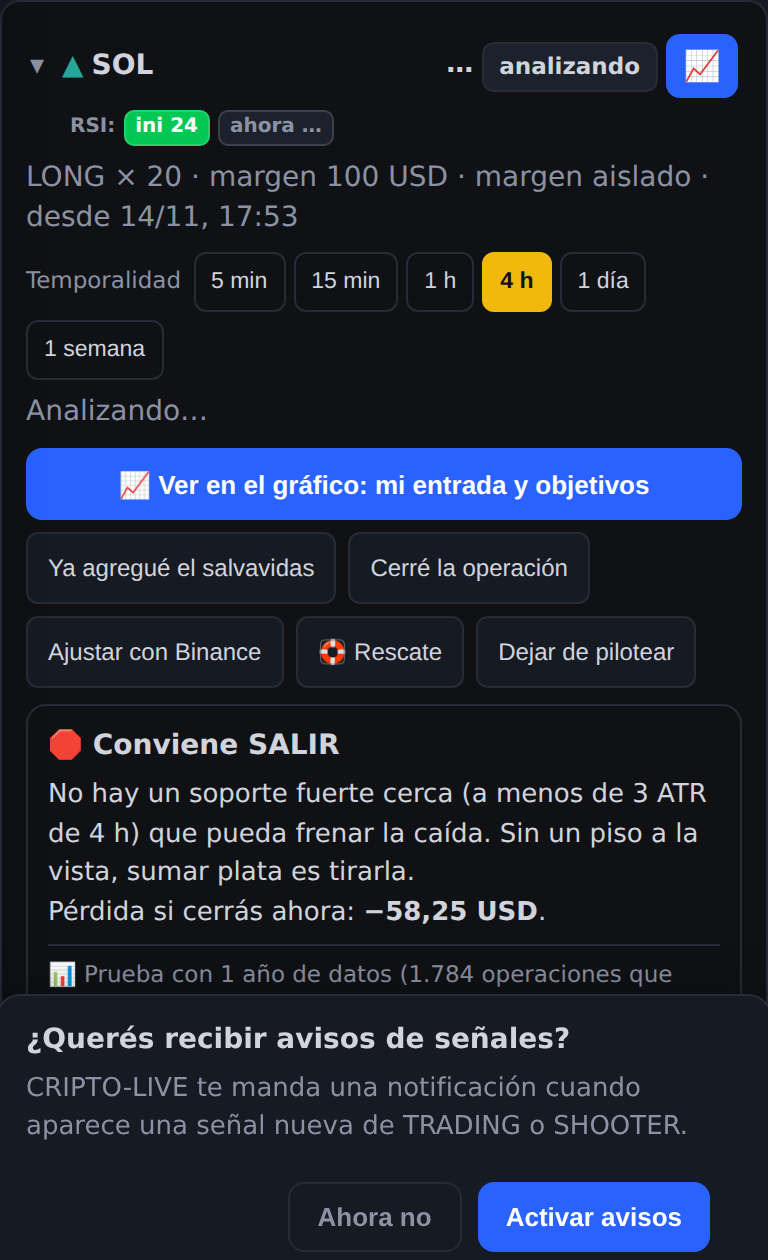 ▼ ▲ SOL ... analizando
RSI: ini 24 ahora ...
LONG × 20 · margen 100 USD · margen aislado ·
desde 14/11, 17:53
Temporalidad 5 min 15 min 1 h 4 h 1 día
1 semana
Analizando...
Ver en el gráfico: mi entrada y objetivos
Ya agregué el salvavidas Cerré la operación
Ajustar con Binance Rescate Dejar de pilotear
Conviene SALIR
No hay un soporte fuerte cerca (a menos de 3 ATR
de 4 h) que pueda frenar la caída. Sin un piso a la
vista, sumar plata es tirarla.
Pérdida si cerrás ahora: −58,25 USD.
Prueba con 1 año de datos (1.784 operaciones que
¿Querés recibir avisos de señales?
CRIPTO-LIVE te manda una notificación cuando
aparece una señal nueva de TRADING o SHOOTER.
Ahora no Activar avisos